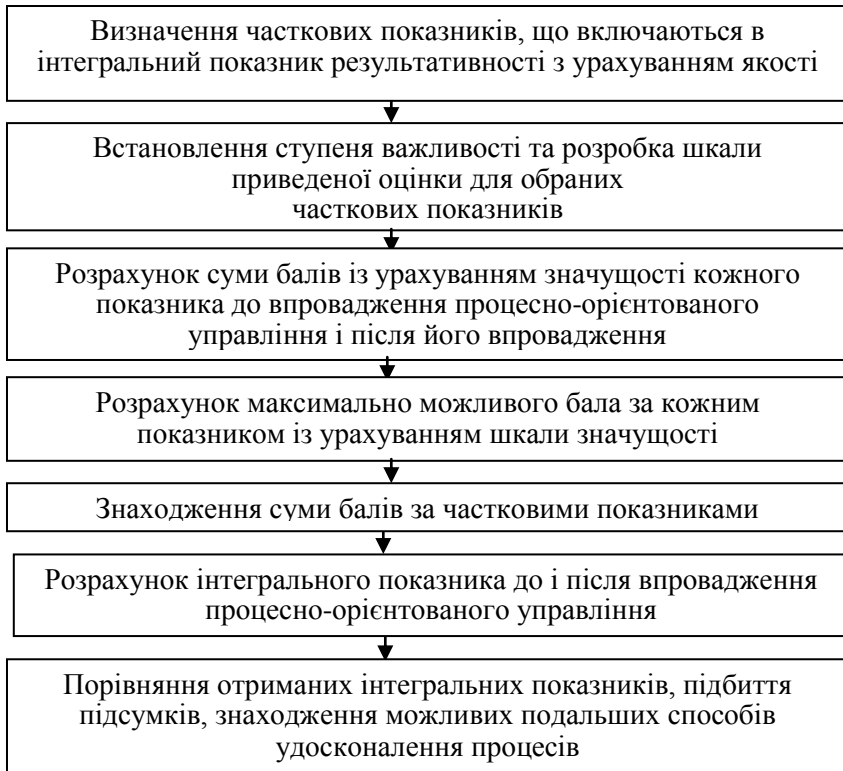 Визначення часткових показників, що включаються в
інтегральний показник результативності з урахуванням якості
Встановлення ступеня важливості та розробка шкали
приведеної оцінки для обраних
часткових показників
Розрахунок суми балів із урахуванням значущості кожного
показника до впровадження процесно-орієнтованого
управління і після його впровадження
Розрахунок максимально можливого бала за кожним
показником із урахуванням шкали значущості
Знаходження суми балів за частковими показниками
Розрахунок інтегрального показника до і після впровадження
процесно-орієнтованого управління
Порівняння отриманих інтегральних показників, підбиття
підсумків, знаходження можливих подальших способів
удосконалення процесів